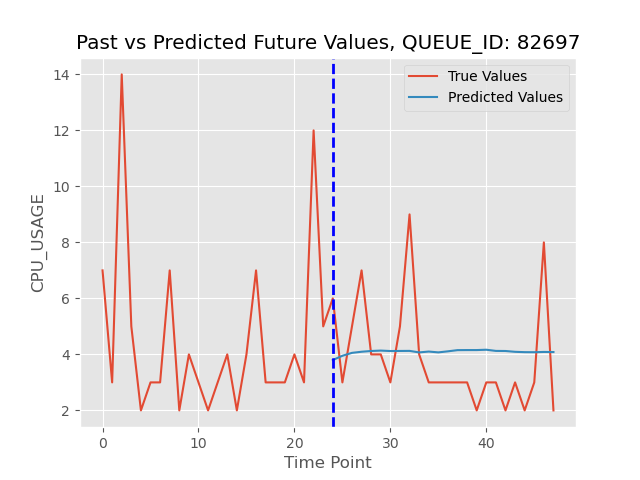 Past vs Predicted Future Values, QUEUE_ID: 82697
True Values
Predicted Values
CPU_USAGE
14
12
10
8
6
4
2
0
10
20
30
40
Time Point